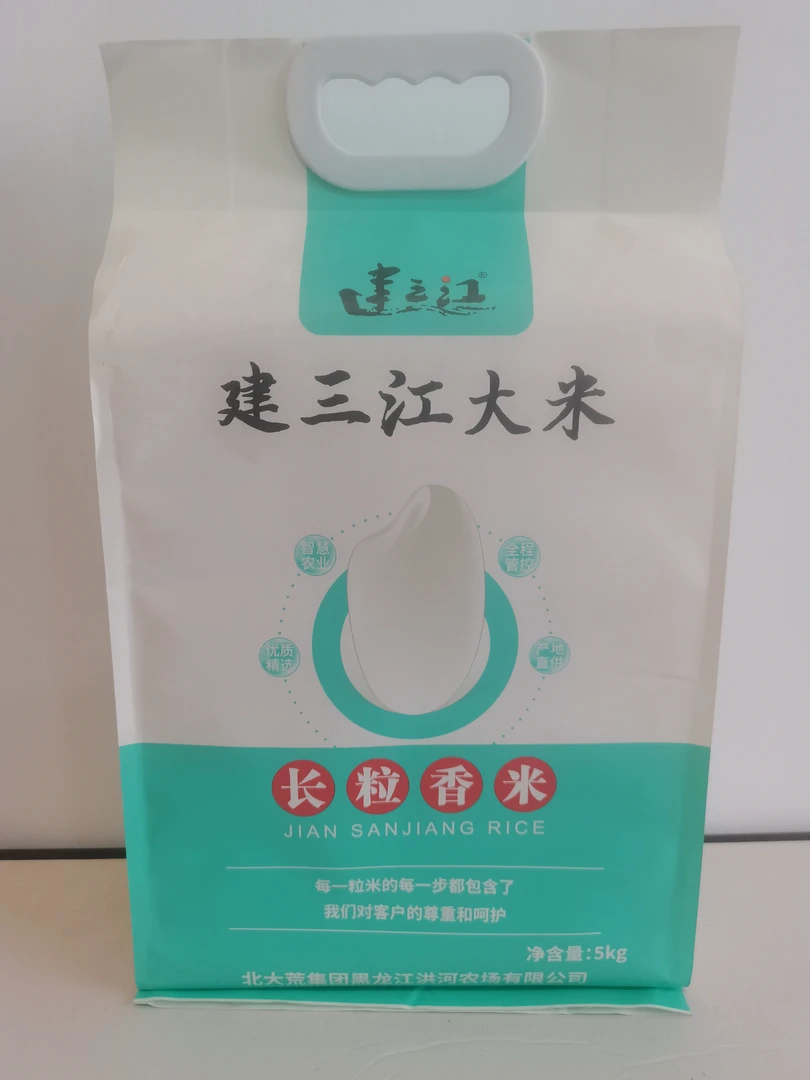 建三江®
建三江大米
智慧
农业
全程
管控
优质
精选
产地
直供
长粒香米
JIAN SANJIANG RICE
每一粒米的每一步都包含了
我们对客户的尊重和呵护
净含量:5kg
北大荒集团黑龙江洪河农场有限公司